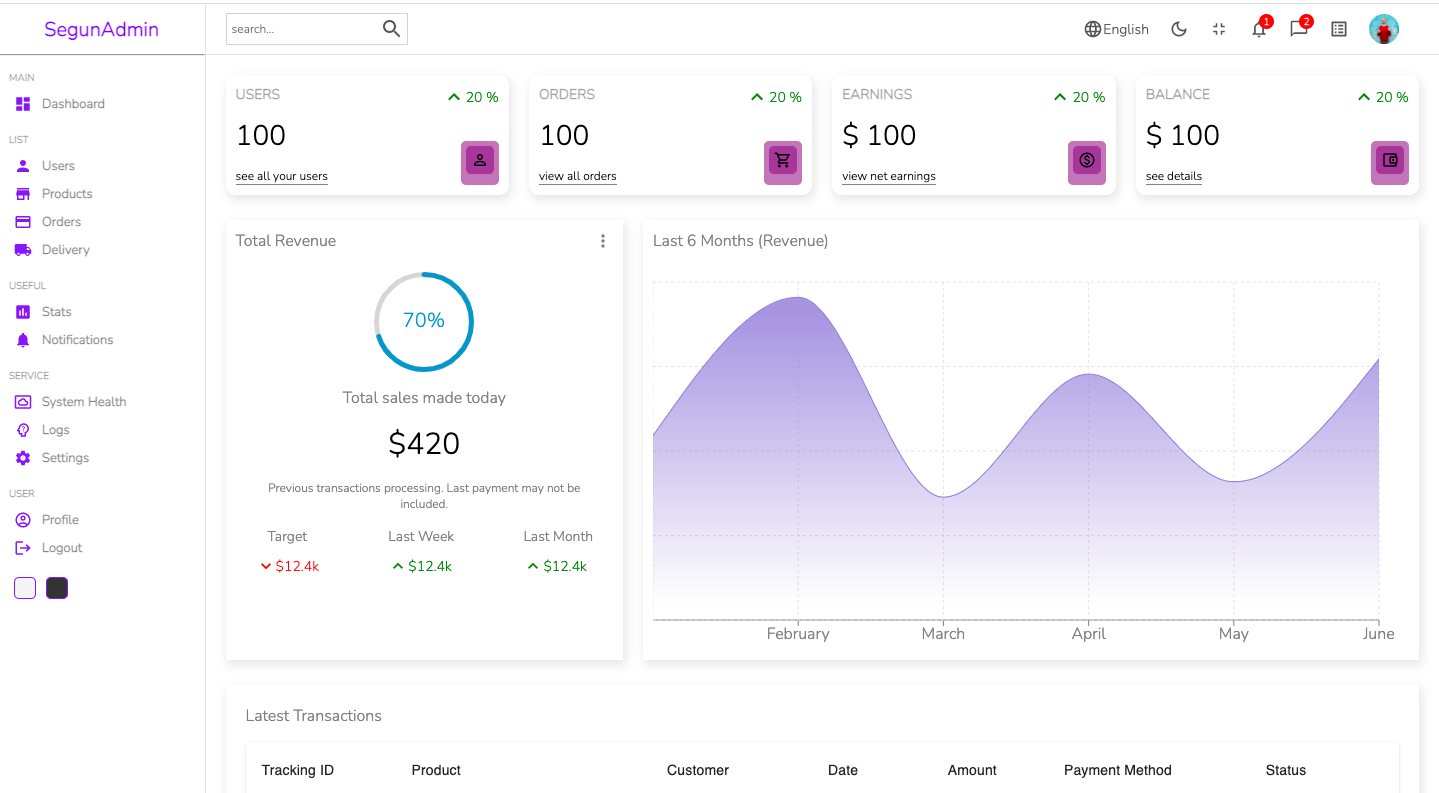 SegunAdmin
search...
English
1
2
MAIN
Dashboard
LIST
Users
Products
Orders
Delivery
USEFUL
Stats
Notifications
SERVICE
System Health
Logs
Settings
USER
Profile
Logout
USERS
20 %
100
see all your users
ORDERS
20 %
100
view all orders
EARNINGS
20 %
$ 100
view net earnings
BALANCE
20 %
$ 100
see details
Total Revenue
70%
Total sales made today
$420
Previous transactions processing. Last payment may not be
included.
Target
Last Week
Last Month
$12.4k
$12.4k
$12.4k
Last 6 Months (Revenue)
February
March
April
May
June
Latest Transactions
Tracking ID
Product
Customer
Date
Amount
Payment Method
Status